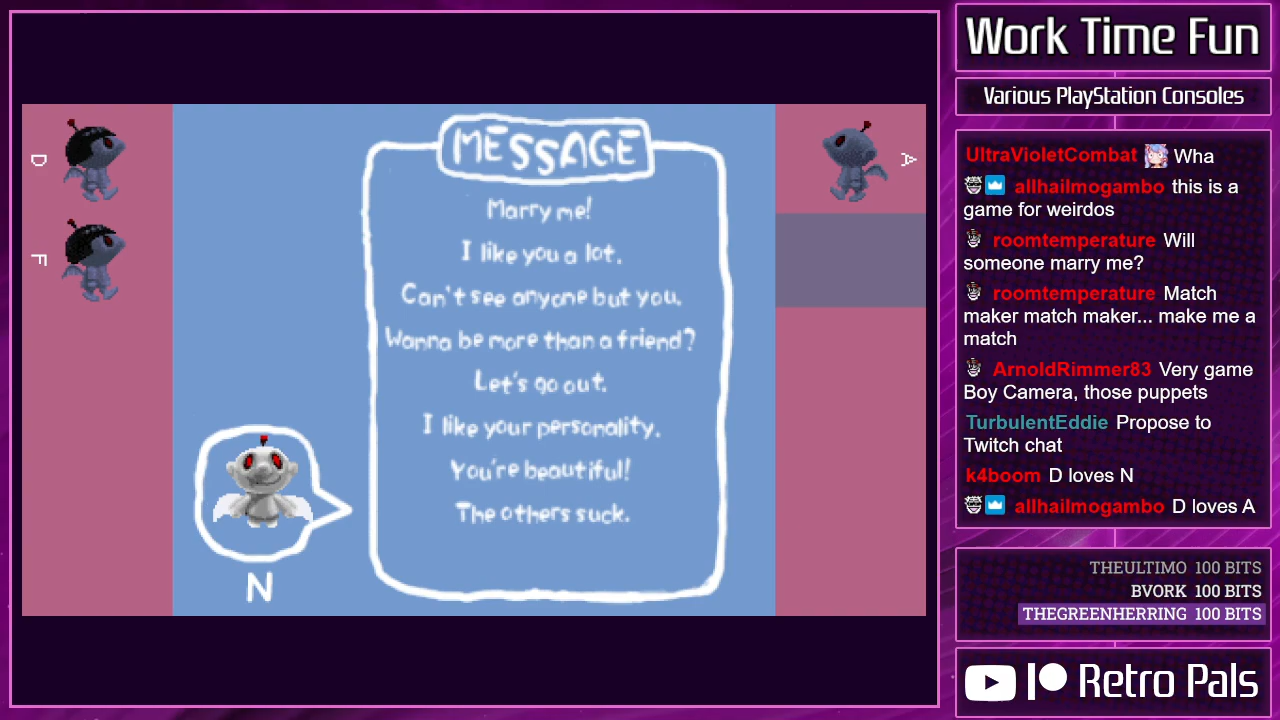 D
F
MESSAGE
Marry me!
I like you a lot.
Can't see anyone but you.
Wanna be more than a friend?
Let's go out.
I like your personality.
You're beautiful!
The others suck.
N
A
Work Time Fun
Various PlayStation Consoles
UltraVioletCombat Wha
allhailmogambo this is a
game for weirdos
roomtemperature Will
someone marry me?
roomtemperature Match
maker match maker... make me a
match
ArnoldRimmer83 Very game
Boy Camera, those puppets
TurbulentEddie Propose to
Twitch chat
k4boom D loves N
allhailmogambo D loves A
THEULTIMO 100 BITS
BVORK 100 BITS
THEGREENHERRING 100 BITS
Retro Pals